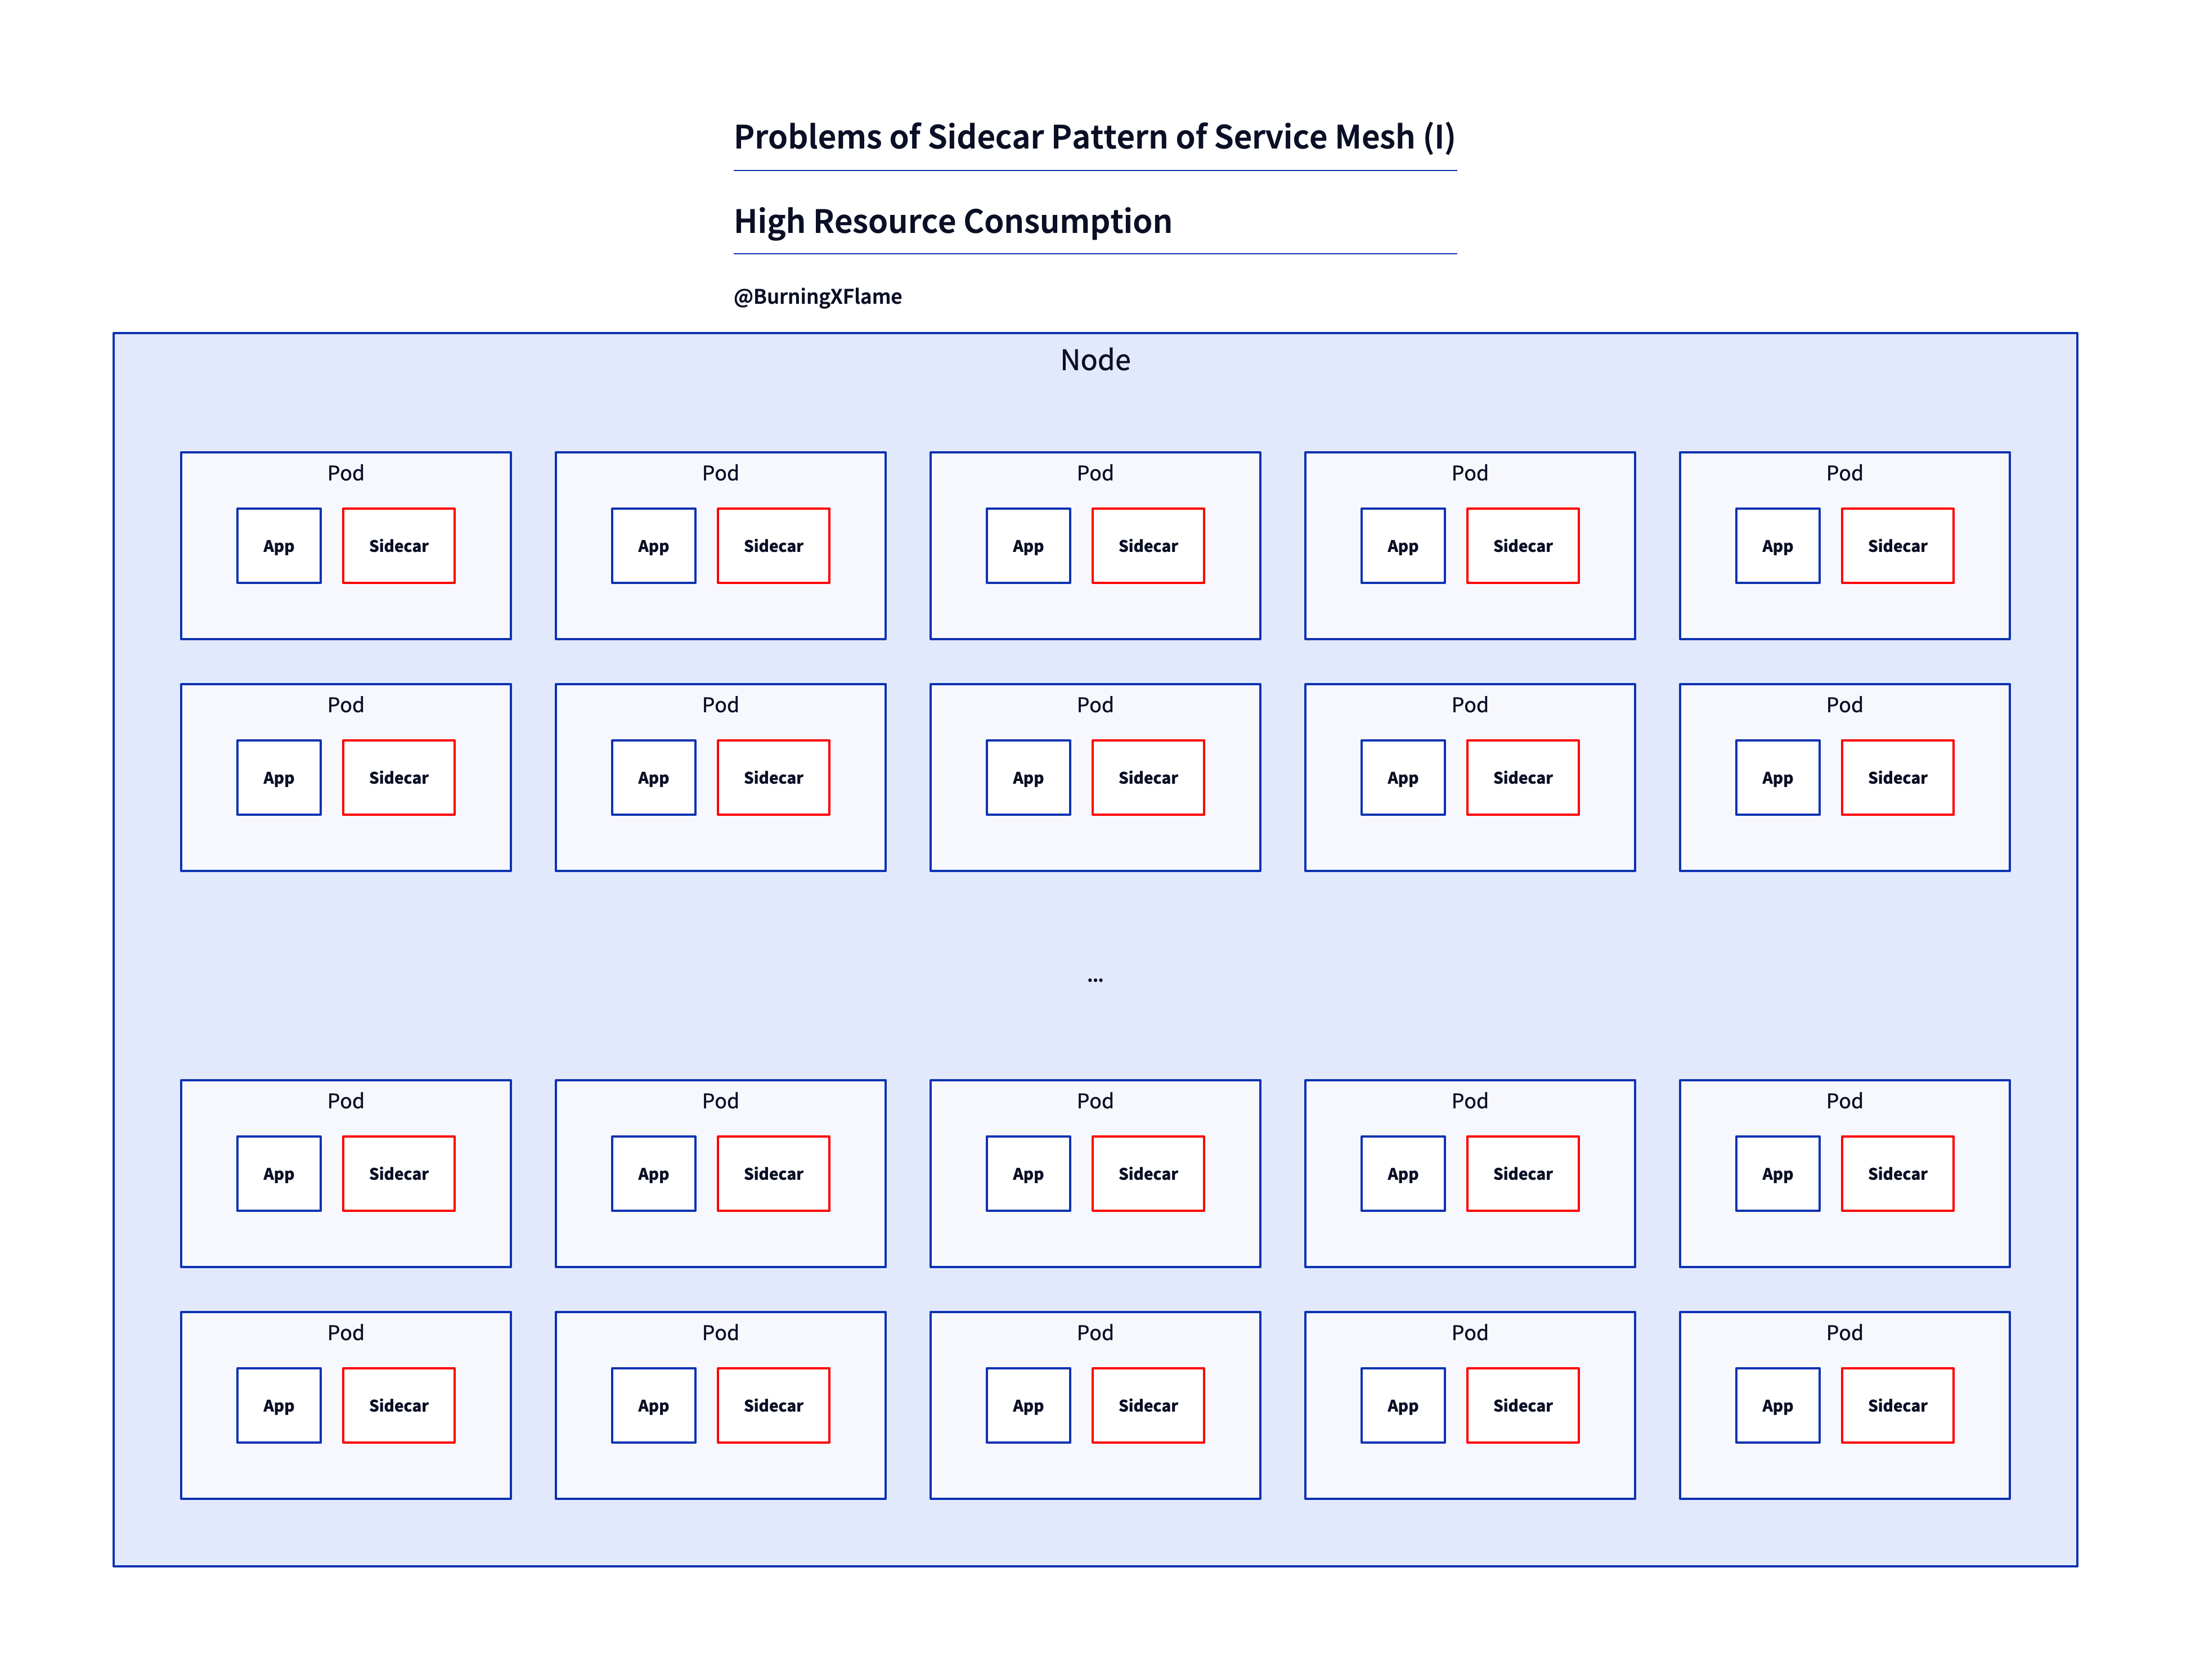 Problems of Sidecar Pattern of Service Mesh (I)
High Resource Consumption
@BurningXFlame
Node
Pod Pod Pod Pod Pod
App Sidecar App Sidecar App Sidecar App Sidecar App Sidecar
Pod Pod Pod Pod Pod
App Sidecar App Sidecar App Sidecar App Sidecar App Sidecar
...
Pod Pod Pod Pod Pod
App Sidecar App Sidecar App Sidecar App Sidecar App Sidecar
Pod Pod Pod Pod Pod
App Sidecar App Sidecar App Sidecar App Sidecar App Sidecar